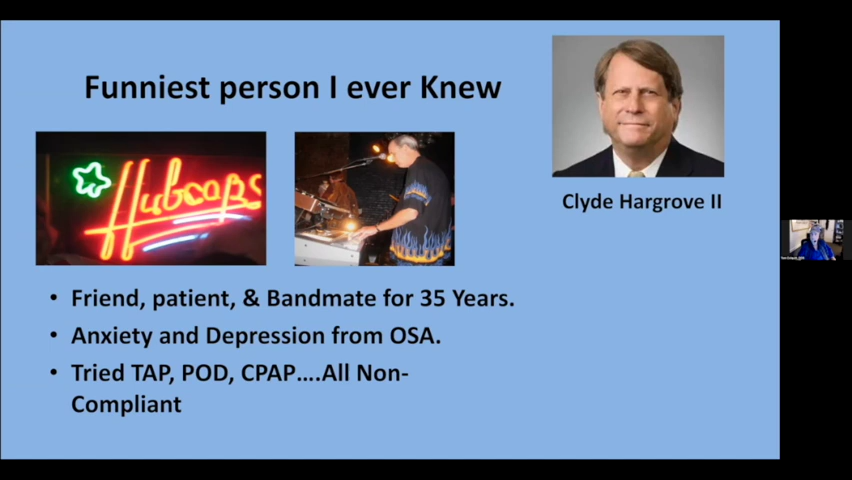 Funniest person I ever Knew
Hubcaps
Clyde Hargrove II
• Friend, patient, & Bandmate for 35 Years.
• Anxiety and Depression from OSA.
• Tried TAP, POD, CPAP....All Non-
Compliant